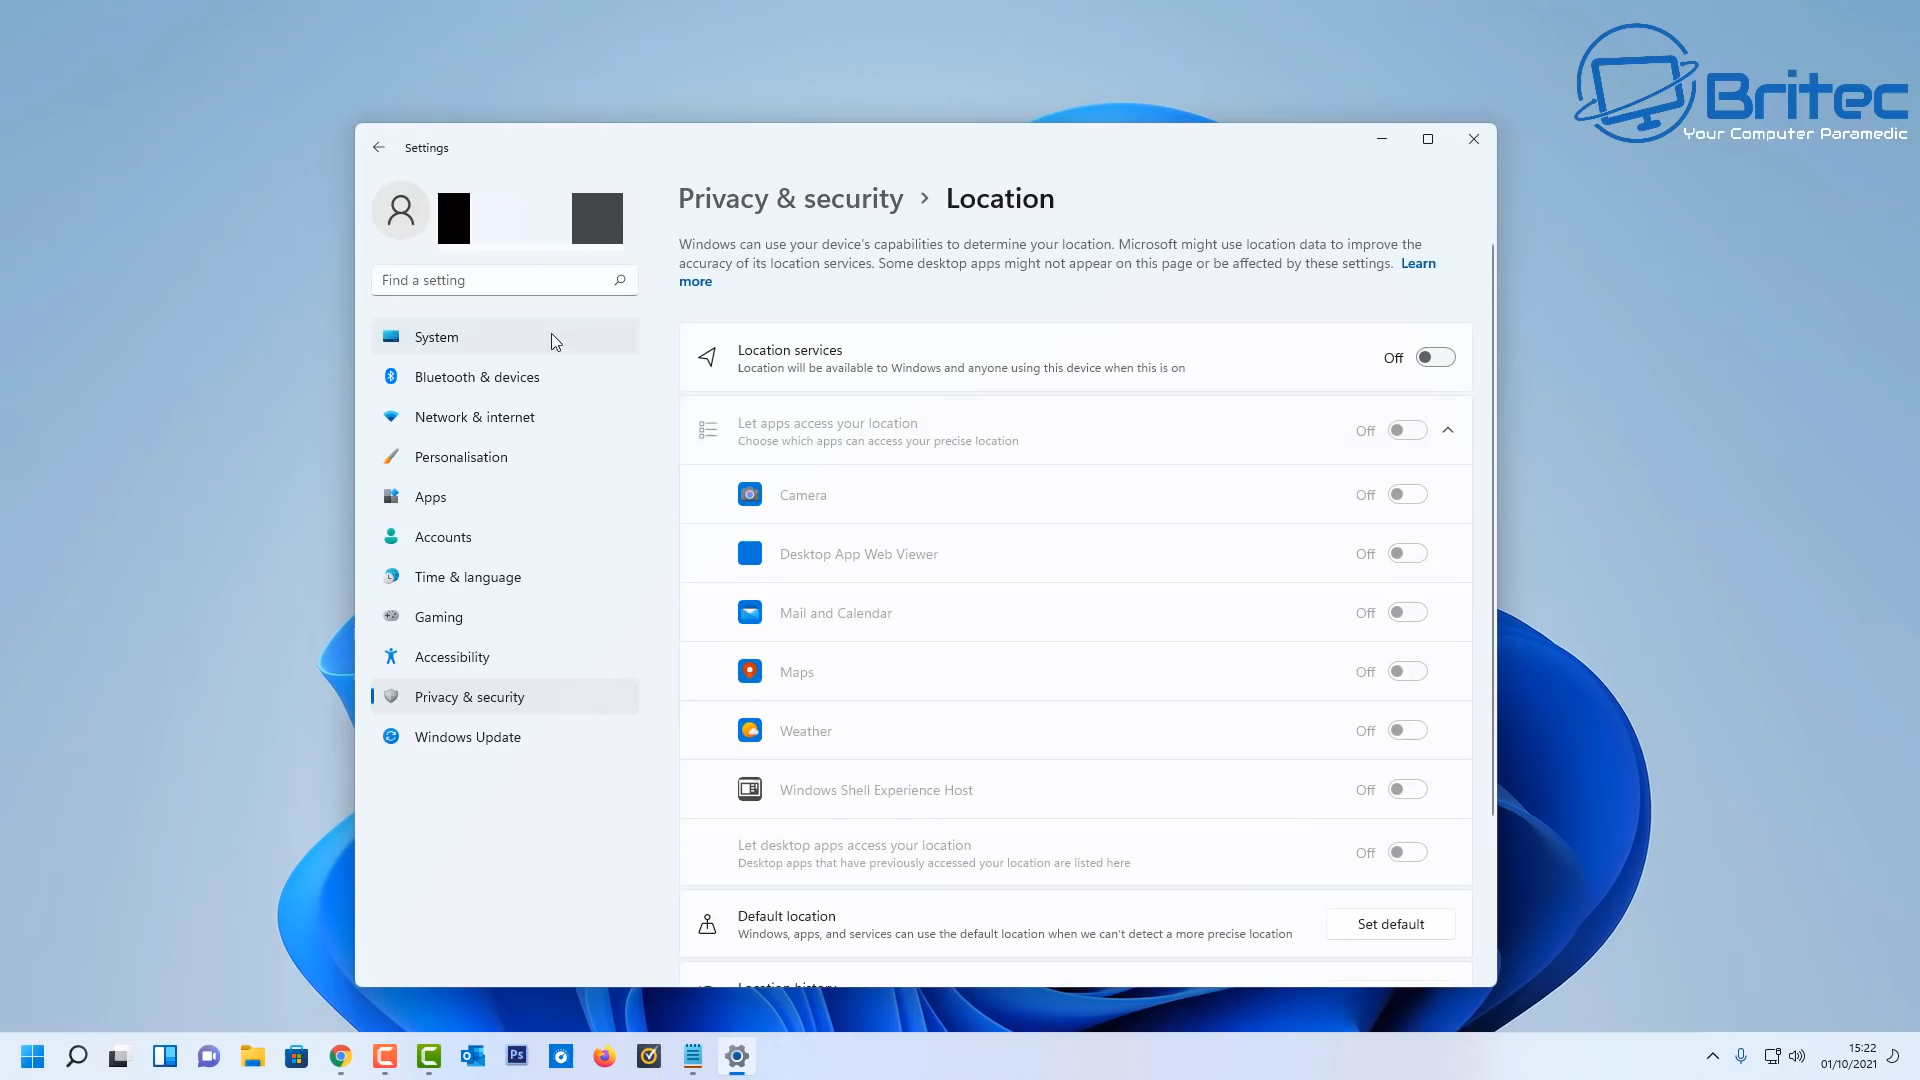 Britec
Your Computer Paramedic
Settings
Find a setting
System
Bluetooth & devices
Network & internet
Personalisation
Apps
Accounts
Time & language
Gaming
Accessibility
Privacy & security
Windows Update
Privacy & security › Location
Windows can use your device's capabilities to determine your location. Microsoft might use location data to improve the
accuracy of its location services. Some desktop apps might not appear on this page or be affected by these settings. Learn
more
Location services
Off
Location will be available to Windows and anyone using this device when this is on
Let apps access your location
Off
Choose which apps can access your precise location
Camera
Off
Desktop App Web Viewer
Off
Mail and Calendar
Off
Maps
Off
Weather
Off
Windows Shell Experience Host
Off
Let desktop apps access your location
Off
Desktop apps that have previously accessed your location are listed here
Default location
Set default
Windows, apps, and services can use the default location when we can't detect a more precise location
Location history
Ps
15:22
01/10/2021